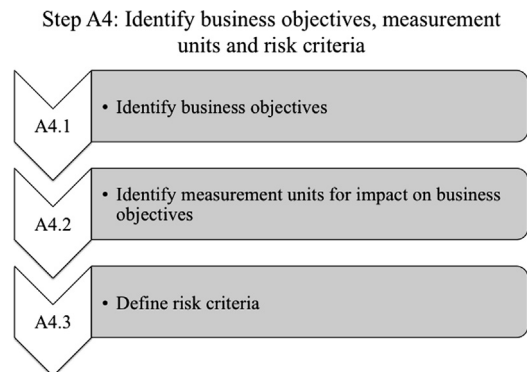 Step A4: Identify business objectives, measurement
units and risk criteria
A4.1
• Identify business objectives
A4.2
• Identify measurement units for impact on business
objectives
A4.3
• Define risk criteria